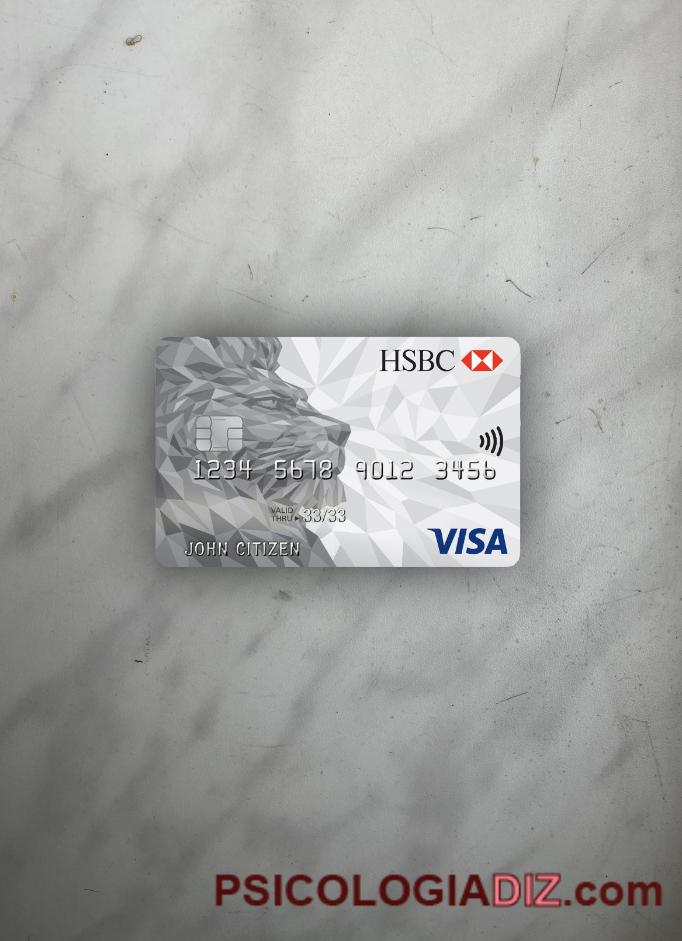 HSBC
1234 5678 9012 3456
VALID
THRU 33/33
JOHN CITIZEN
VISA
PSICOLOGIADIZ.com